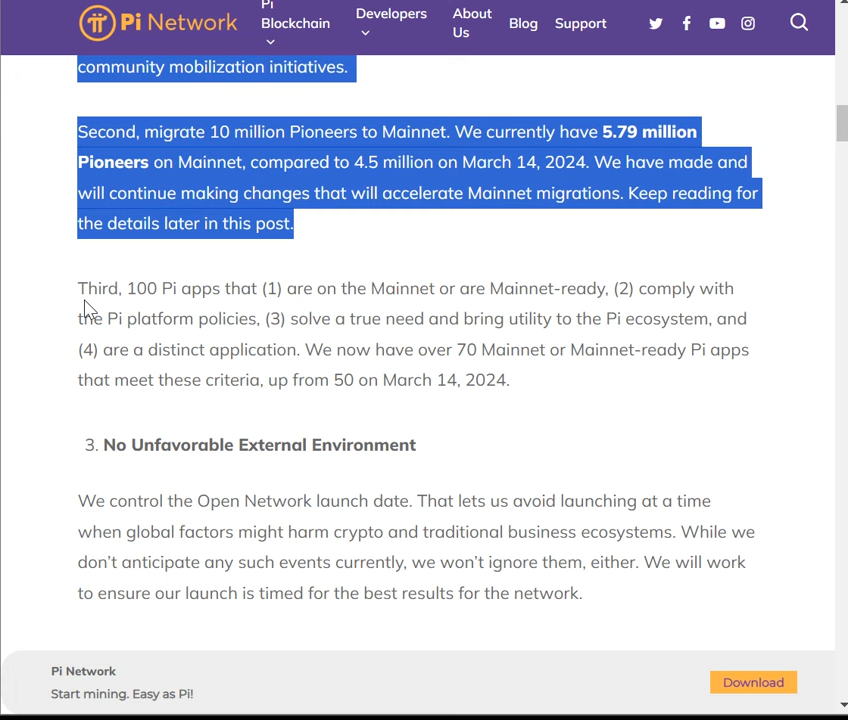 Pi Network
Pi
Blockchain
Developers
About
Us
Blog
Support
community mobilization initiatives.
Second, migrate 10 million Pioneers to Mainnet. We currently have 5.79 million
Pioneers on Mainnet, compared to 4.5 million on March 14, 2024. We have made and
will continue making changes that will accelerate Mainnet migrations. Keep reading for
the details later in this post.
Third, 100 Pi apps that (1) are on the Mainnet or are Mainnet-ready, (2) comply with
the Pi platform policies, (3) solve a true need and bring utility to the Pi ecosystem, and
(4) are a distinct application. We now have over 70 Mainnet or Mainnet-ready Pi apps
that meet these criteria, up from 50 on March 14, 2024.
3. No Unfavorable External Environment
We control the Open Network launch date. That lets us avoid launching at a time
when global factors might harm crypto and traditional business ecosystems. While we
don’t anticipate any such events currently, we won’t ignore them, either. We will work
to ensure our launch is timed for the best results for the network.
Pi Network
Start mining. Easy as Pi!
Download